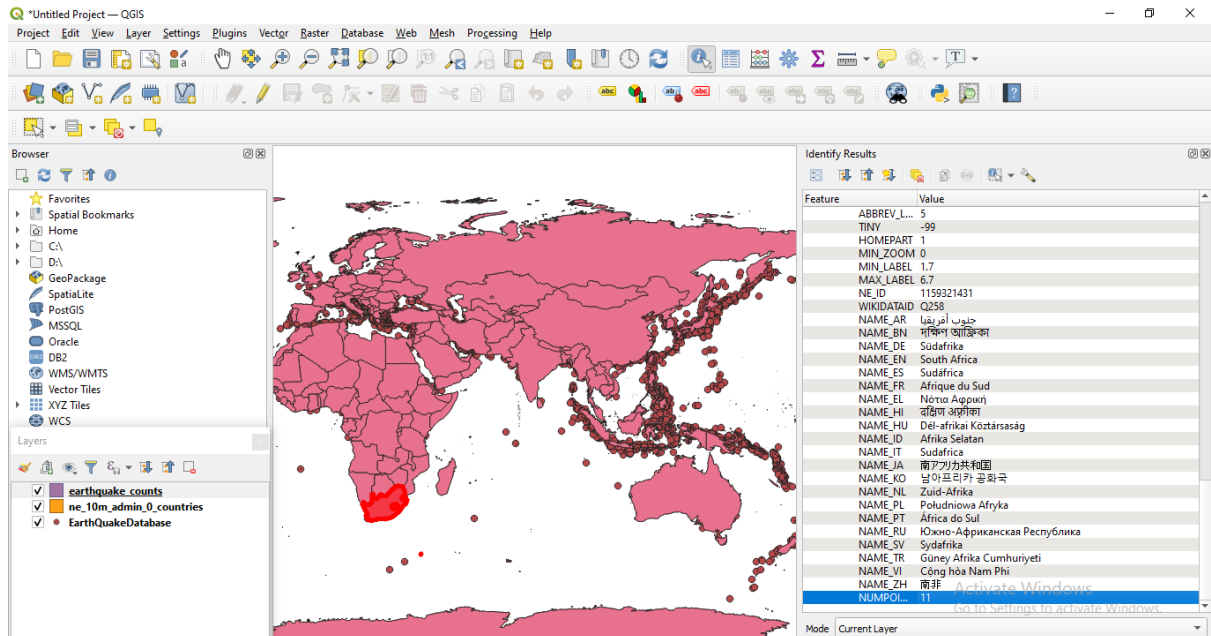 *Untitled Project — QGIS
Project Edit View Layer Settings Plugins Vector Raster Database Web Mesh Processing Help
abc abc abc
Browser
Favorites
Spatial Bookmarks
Home
C:\
D:\
GeoPackage
SpatiaLite
PostGIS
MSSQL
Oracle
DB2 DB2
WMS/WMTS
Vector Tiles
XYZ Tiles
WCS
Layers
earthquake_counts
ne_10m_admin_0_countries
EarthQuakeDatabase
Identify Results
Feature Value
ABBREV_L... 5
TINY -99
HOMEPART 1
MIN_ZOOM 0
MIN_LABEL 1.7
MAX_LABEL 6.7
NE_ID 1159321431
WIKIDATAID Q258
NAME_AR جنوب أفريقيا
NAME_BN দক্ষিণ আফ্রিকা
NAME_DE Südafrika
NAME_EN South Africa
NAME_ES Sudáfrica
NAME_FR Afrique du Sud
NAME_EL Νότια Αφρική
NAME_HI दक्षिण अफ़्रीका
NAME_HU Dél-afrikai Köztársaság
NAME_ID Afrika Selatan
NAME_IT Sudafrica
NAME_JA 南アフリカ共和国
NAME_KO 남아프리카 공화국
NAME_NL Zuid-Afrika
NAME_PL Południowa Afryka
NAME_PT África do Sul
NAME_RU Южно-Африканская Республика
NAME_SV Sydafrika
NAME_TR Güney Afrika Cumhuriyeti
NAME_VI Cộng hòa Nam Phi
NAME_ZH 南非
NUMPOI... 11
Activate Windows
Go to Settings to activate Windows.
Mode Current Layer